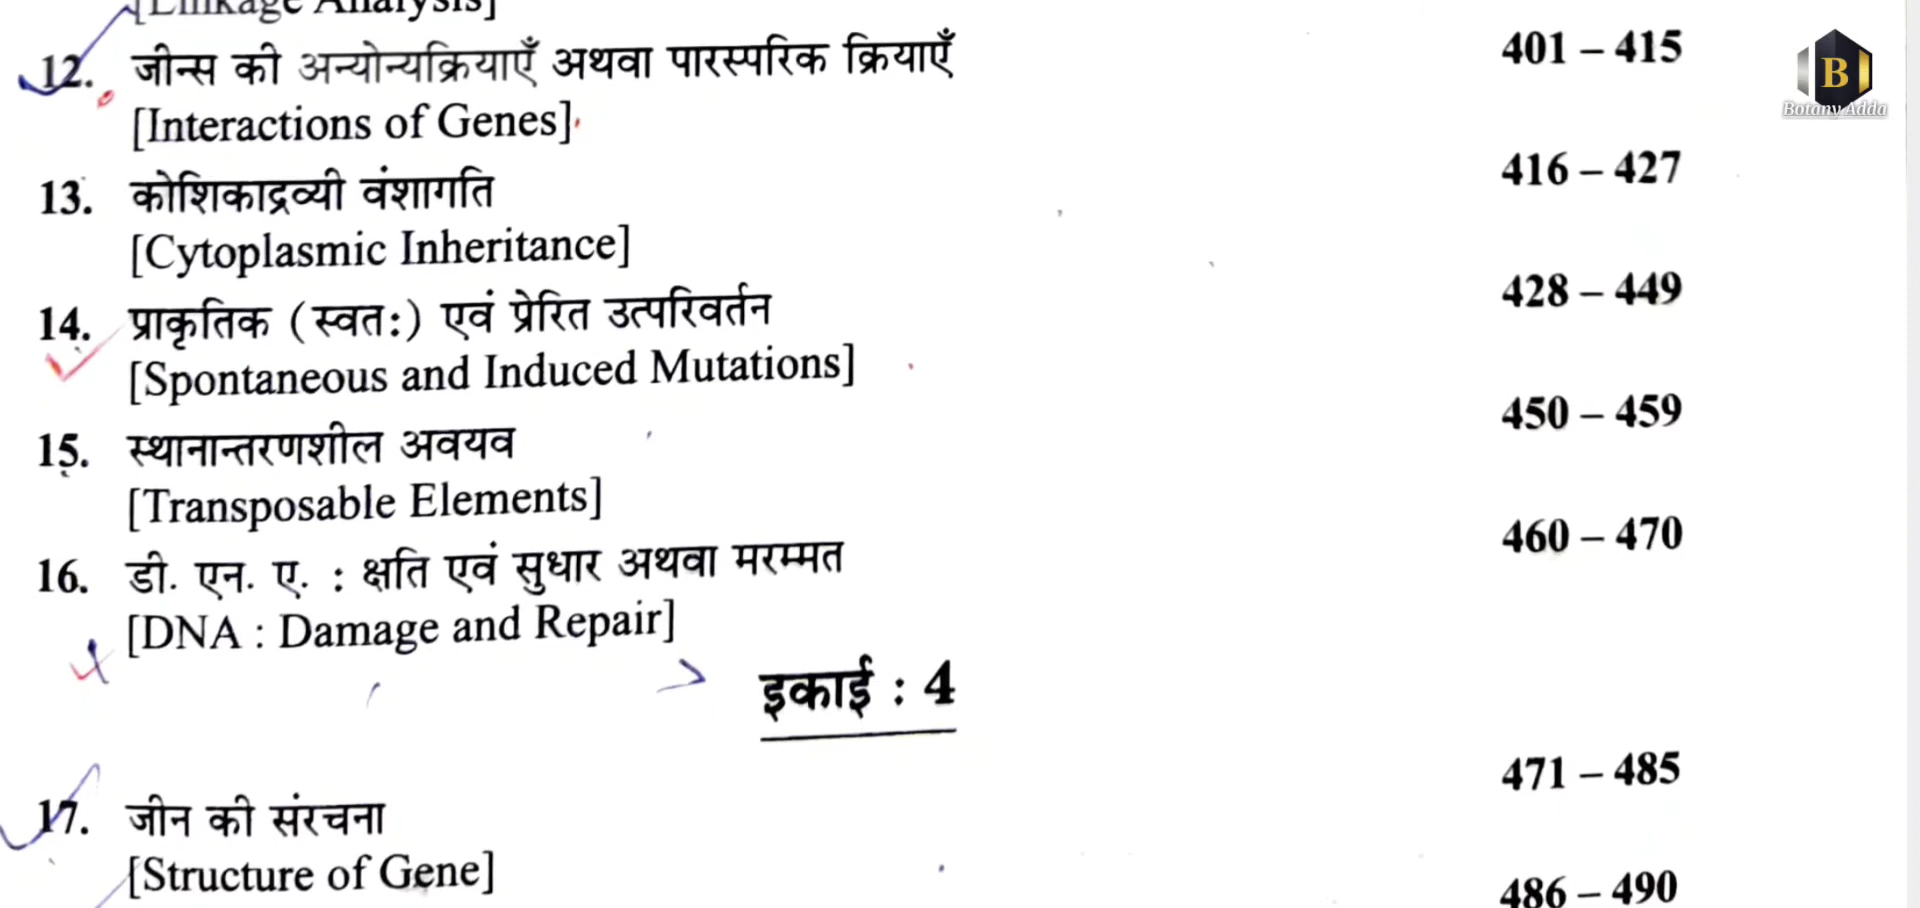 [Linkage Analysis]
12. जीन्स की अन्योन्यक्रियाएँ अथवा पारस्परिक क्रियाएँ 401 – 415
[Interactions of Genes]
13. कोशिकाद्रव्यी वंशागति 416 – 427
[Cytoplasmic Inheritance]
14. प्राकृतिक (स्वत:) एवं प्रेरित उत्परिवर्तन 428 – 449
[Spontaneous and Induced Mutations]
15. स्थानान्तरणशील अवयव 450 – 459
[Transposable Elements]
16. डी. एन. ए. : क्षति एवं सुधार अथवा मरम्मत 460 – 470
[DNA : Damage and Repair]
इकाई : 4
17. जीन की संरचना 471 – 485
[Structure of Gene]
486 – 490
B
Botany Adda